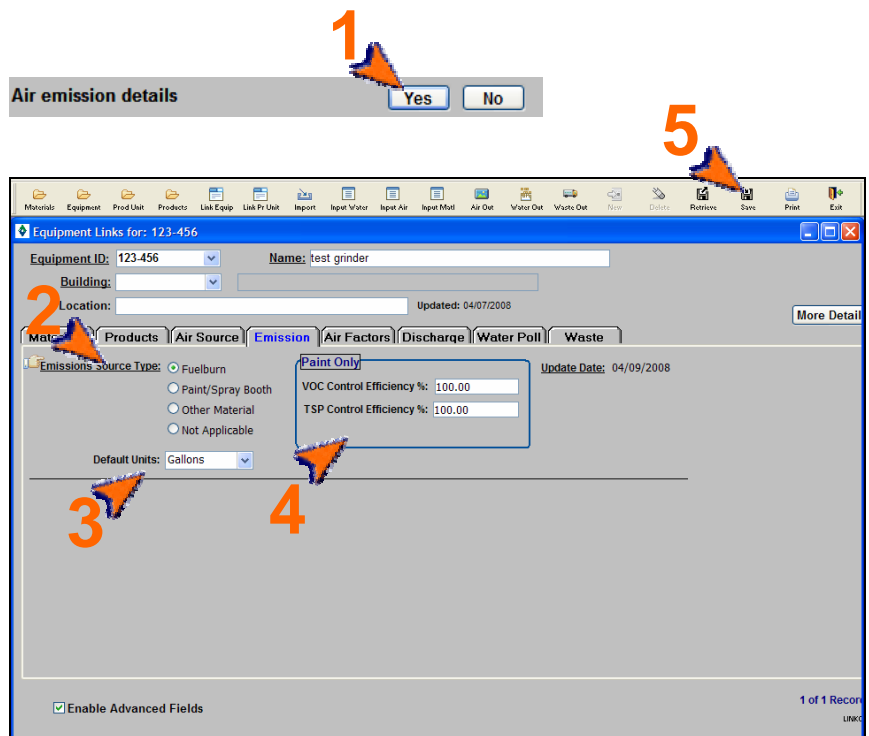 1
Air emission details Yes No
5
Materials Equipment Prod Unit Products Link Equip Link Pr Unit Import Input Water Input Air Input Matl Air Out Water Out Waste Out New Delete Retrieve Save Print Exit
Equipment Links for: 123-456
Equipment ID: 123-456 Name: test grinder
Building:
Location: Updated: 04/07/2008
More Detail
2
Products Air Source Emission Air Factors Discharge Water Poll Waste
Emissions Source Type: Fuelburn
Paint/Spray Booth
Other Material
Not Applicable
Paint Only
VOC Control Efficiency %: 100.00
TSP Control Efficiency %: 100.00
Update Date: 04/09/2008
Default Units: Gallons
3
4
Enable Advanced Fields
1 of 1 Recor
LINKC